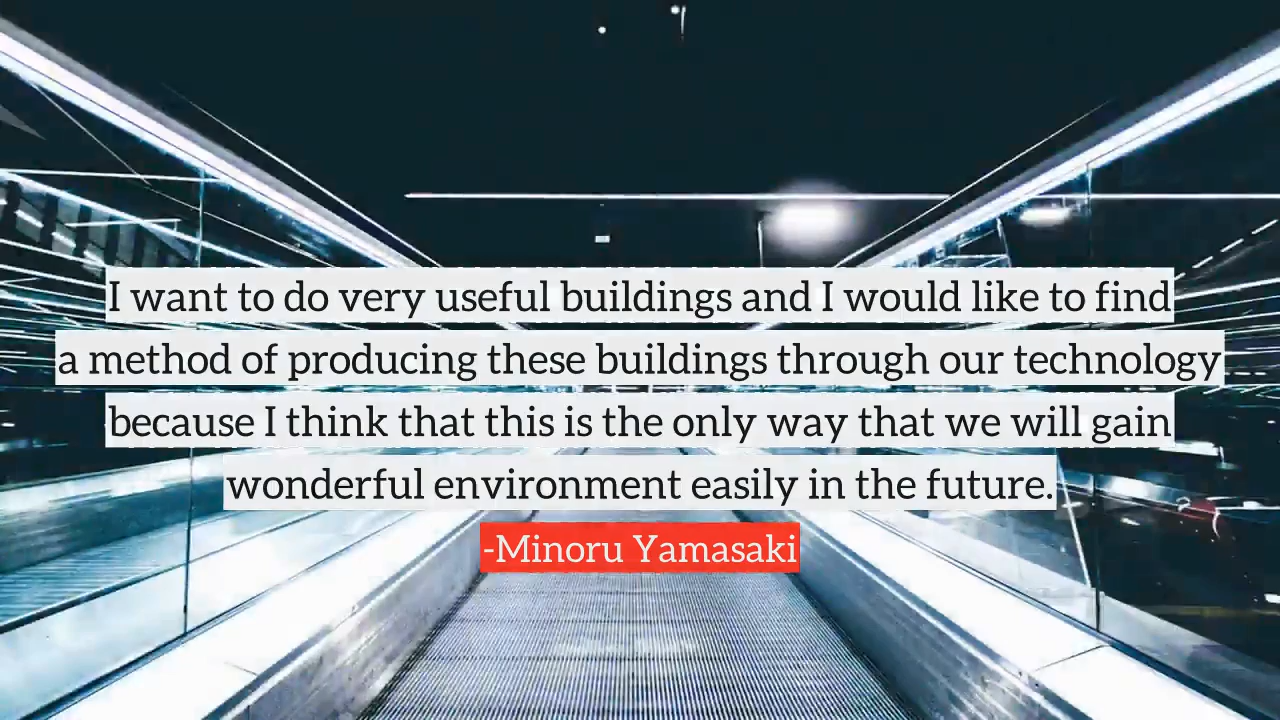 I want to do very useful buildings and I would like to find
a method of producing these buildings through our technology
because I think that this is the only way that we will gain
wonderful environment easily in the future.
-Minoru Yamasaki